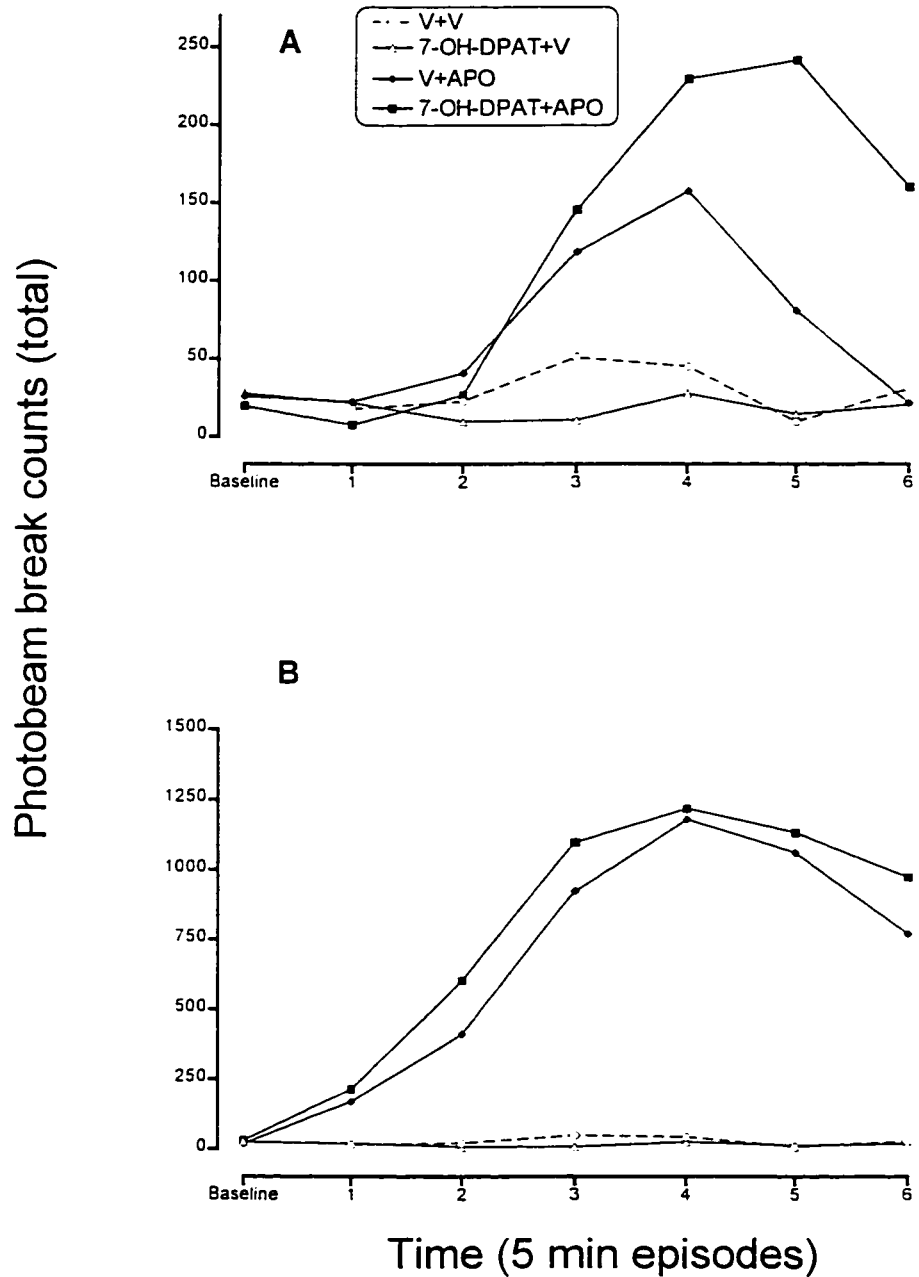 A
V+V
7-OH-DPAT+V
V+APO
7-OH-DPAT+APO
250
200
150
100
50
0
Baseline 1 2 3 4 5 6
Photobeam break counts (total)
B
1500
1250
1000
750
500
250
0
Baseline 1 2 3 4 5 6
Time (5 min episodes)